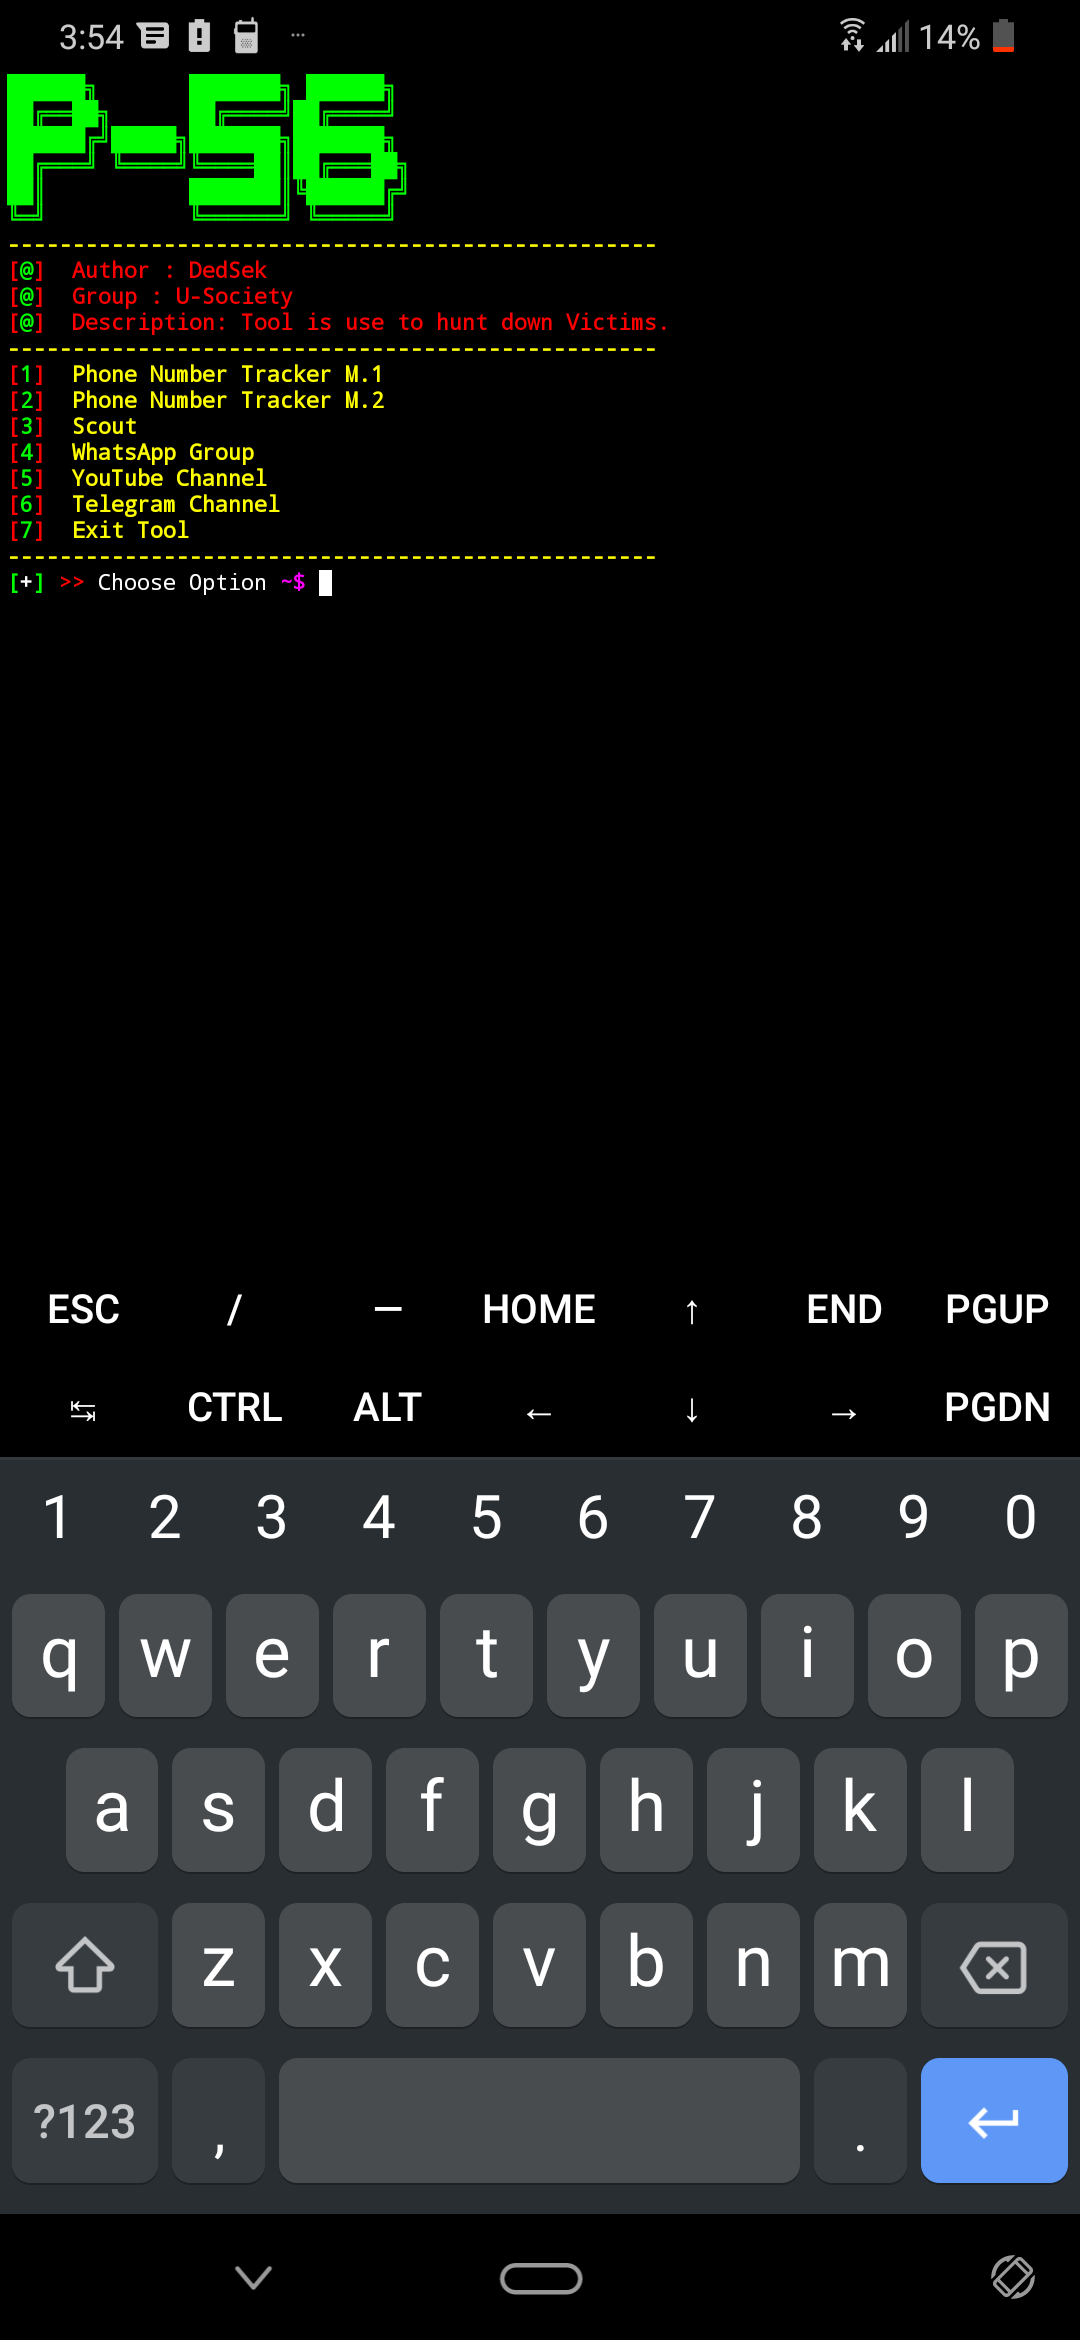 3:54 14%
P-S6
--------------------------------------------------
[@] Author : DedSek
[@] Group : U-Society
[@] Description: Tool is use to hunt down Victims.
--------------------------------------------------
[1] Phone Number Tracker M.1
[2] Phone Number Tracker M.2
[3] Scout
[4] WhatsApp Group
[5] YouTube Channel
[6] Telegram Channel
[7] Exit Tool
--------------------------------------------------
[+] >> Choose Option ~$
ESC / — HOME ↑ END PGUP
↹ CTRL ALT ← ↓ → PGDN
1 2 3 4 5 6 7 8 9 0
q w e r t y u i o p
a s d f g h j k l
z x c v b n m
?123 , .